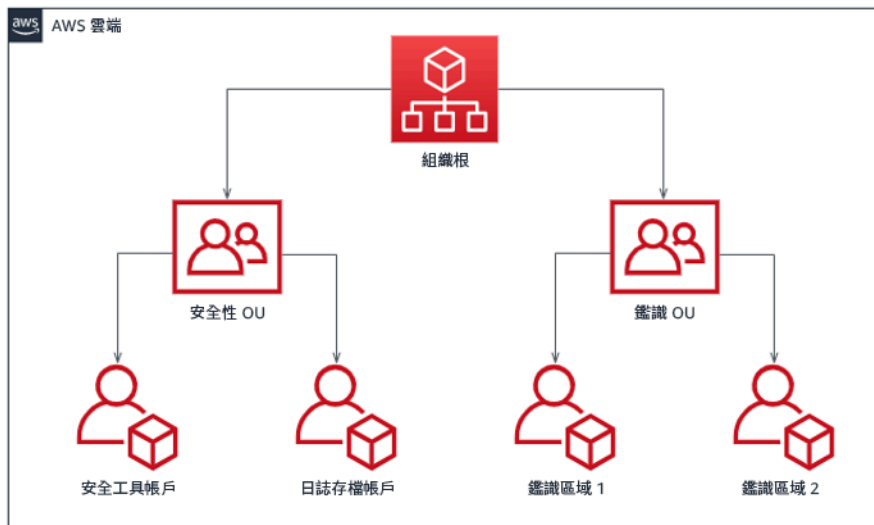 aws
AWS 雲端
組織根
安全性 OU
鑑識 OU
安全工具帳戶
日誌存檔帳戶
鑑識區域 1
鑑識區域 2